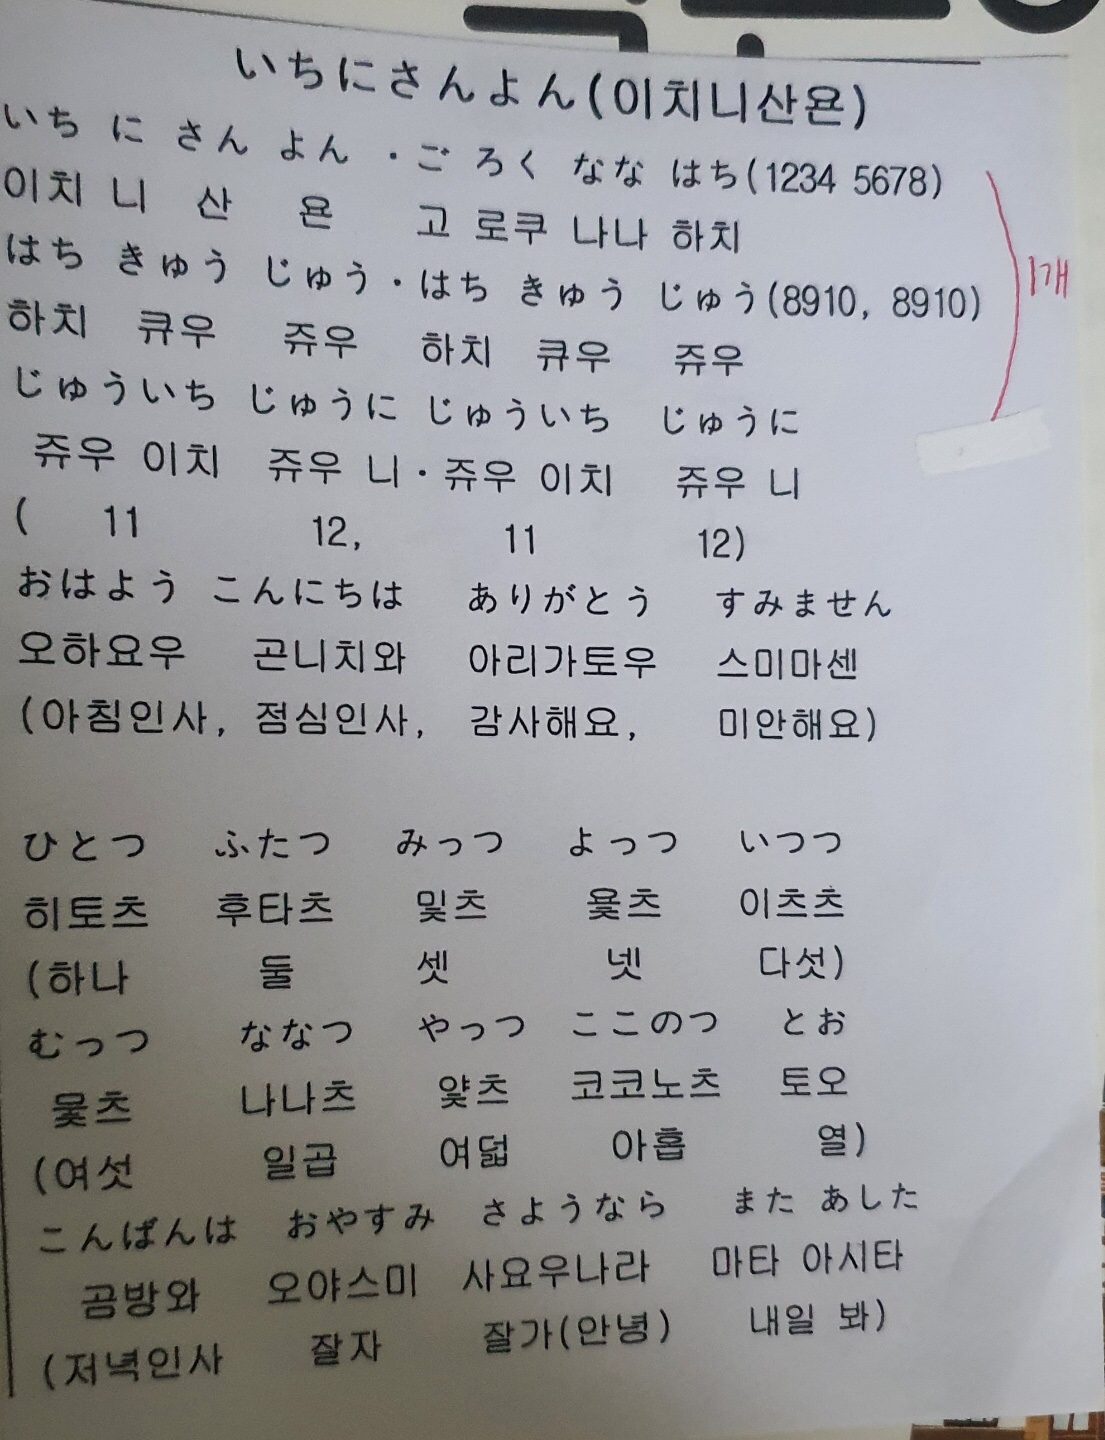 いちにさんよん(이치니산욘)
いち に さん よん ・ご ろく なな はち(1234 5678)
이치 니 산 욘 고 로쿠 나나 하치
はち きゅう じゅう・はち きゅう じゅう(8910, 8910)
하치 큐우 쥬우 하치 큐우 쥬우
1개
じゅういち じゅうに じゅういち じゅうに
쥬우 이치 쥬우 니・쥬우 이치 쥬우 니
( 11 12, 11 12)
おはよう こんにちは ありがとう すみません
오하요우 곤니치와 아리가토우 스미마센
(아침인사, 점심인사, 감사해요, 미안해요)
ひとつ ふたつ みっつ よっつ いつつ
히토츠 후타츠 및츠 욫츠 이츠츠
(하나 둘 셋 넷 다섯)
むっつ ななつ やっつ ここのつ とお
뭋츠 나나츠 얓츠 코코노츠 토오
(여섯 일곱 여덟 아홉 열)
こんばんは おやすみ さようなら また あした
곰방와 오야스미 사요우나라 마타 아시타
(저녁인사 잘자 잘가(안녕) 내일 봐)